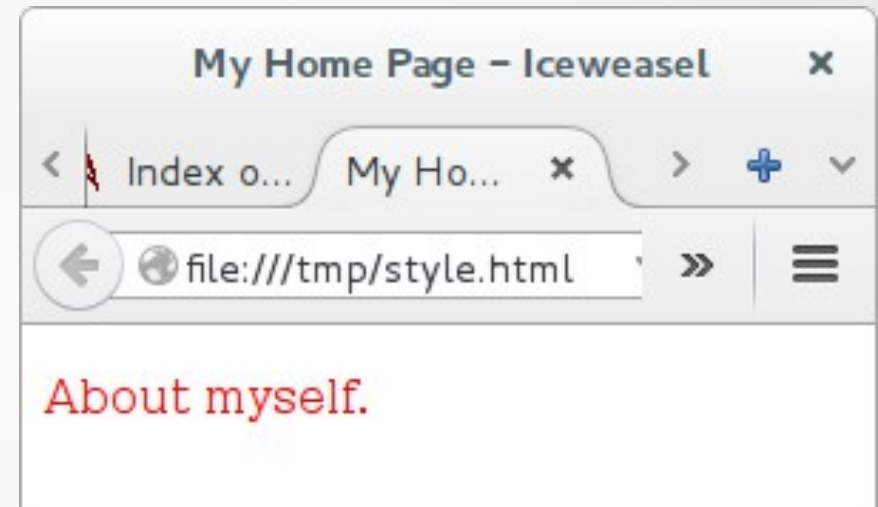 My Home Page – Iceweasel
Index o... My Ho...
file:///tmp/style.html
About myself.